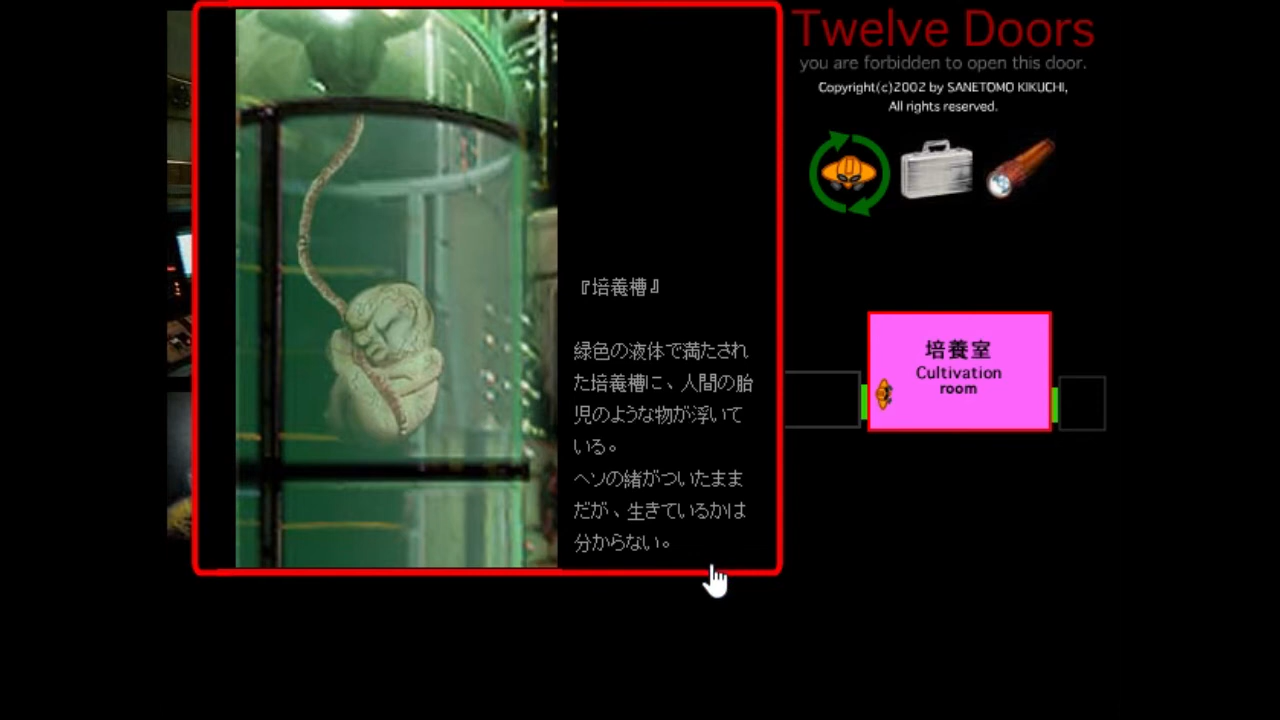 Twelve Doors
you are forbidden to open this door.
Copyright(c)2002 by SANETOMO KIKUCHI,
All rights reserved.
『培養槽』
緑色の液体で満たされ
た培養槽に、人間の胎
児のような物が浮いて
いる。
ヘソの緒がついたまま
だが、生きているかは
分からない。
培養室
Cultivation
room